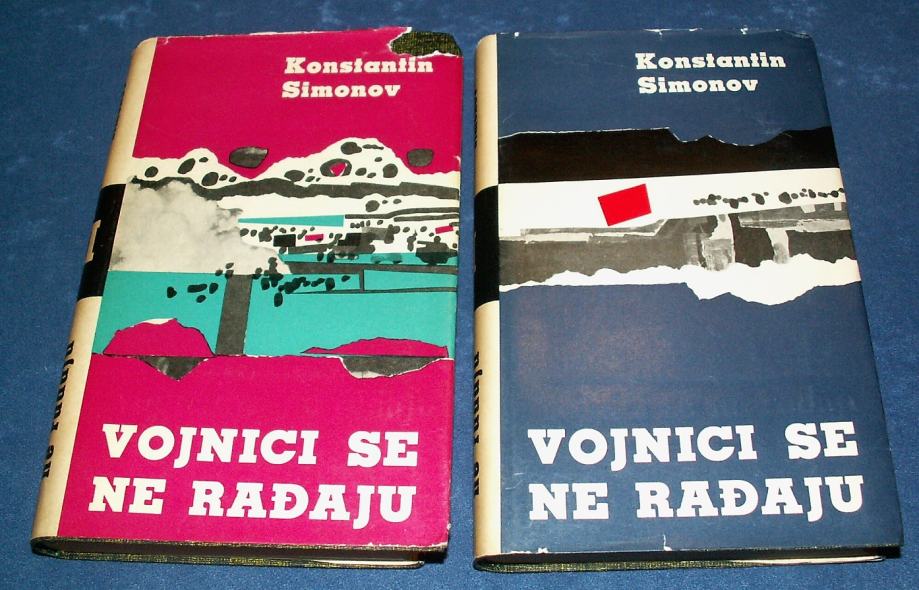 Konstantin
Simonov
VOJNICI SE
NE RAĐAJU
Konstantin
Simonov
VOJNICI SE
NE RAĐAJU